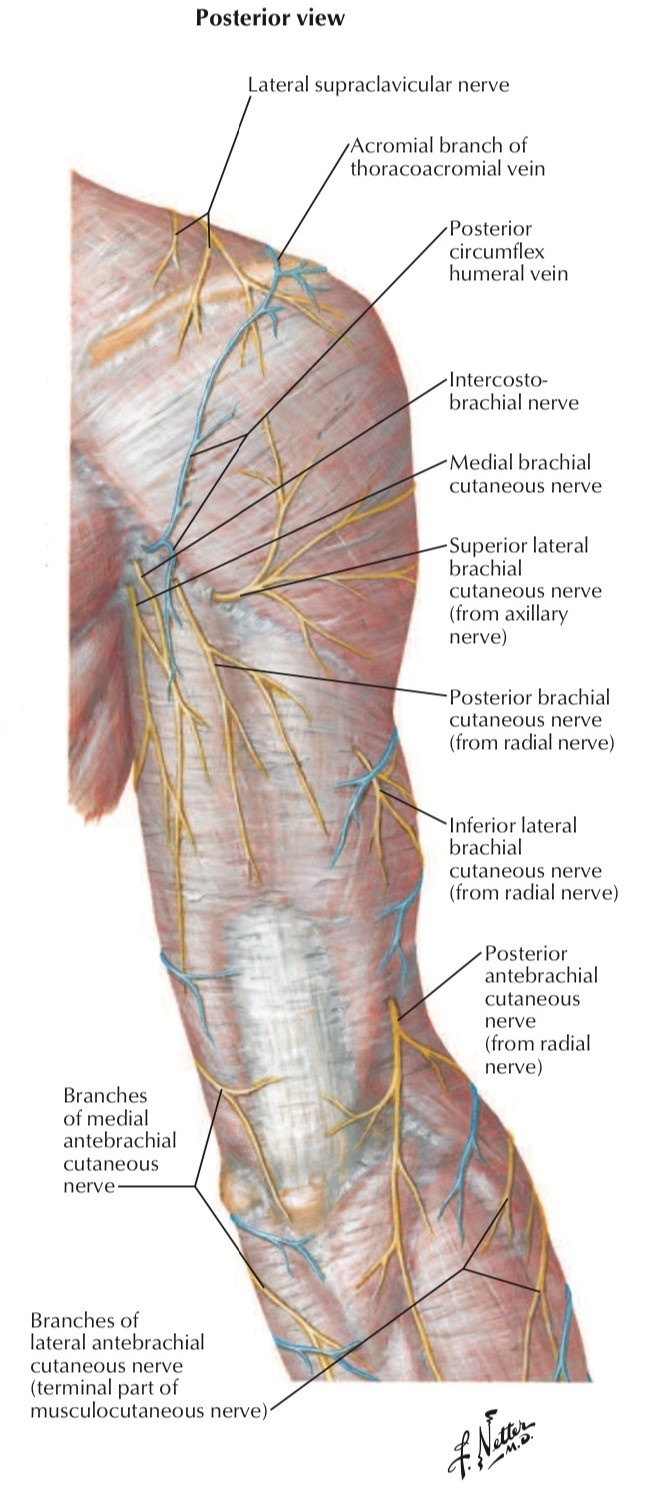 Posterior view
Lateral supraclavicular nerve
Acromial branch of
thoracoacromial vein
Posterior
circumflex
humeral vein
Intercosto-
brachial nerve
Medial brachial
cutaneous nerve
Superior lateral
brachial
cutaneous nerve
(from axillary
nerve)
Posterior brachial
cutaneous nerve
(from radial nerve)
Inferior lateral
brachial
cutaneous nerve
(from radial nerve)
Posterior
antebrachial
cutaneous
nerve
(from radial
nerve)
Branches
of medial
antebrachial
cutaneous
nerve
Branches of
lateral antebrachial
cutaneous nerve
(terminal part of
musculocutaneous nerve)
F. Netter
M.D.